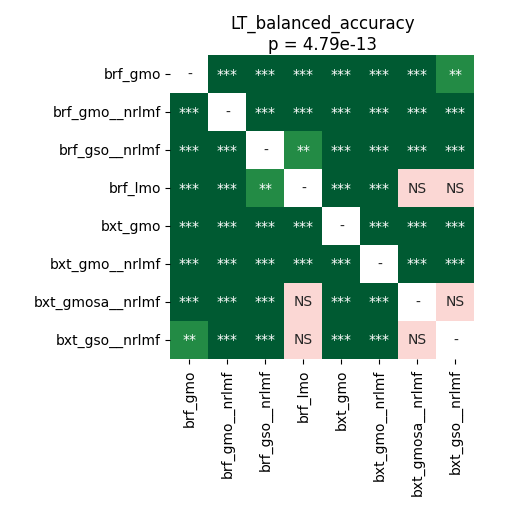 LT_balanced_accuracy
p = 4.79e-13
brf_gmo - *** *** *** *** *** *** **
brf_gmo__nrlmf *** - *** *** *** *** *** ***
brf_gso__nrlmf *** *** - ** *** *** *** ***
brf_lmo *** *** ** - *** *** NS NS
bxt_gmo *** *** *** *** - *** *** ***
bxt_gmo__nrlmf *** *** *** *** *** - *** ***
bxt_gmosa__nrlmf *** *** *** NS *** *** - NS
bxt_gso__nrlmf ** *** *** NS *** *** NS -
brf_gmo
brf_gmo__nrlmf
brf_gso__nrlmf
brf_lmo
bxt_gmo
bxt_gmo__nrlmf
bxt_gmosa__nrlmf
bxt_gso__nrlmf